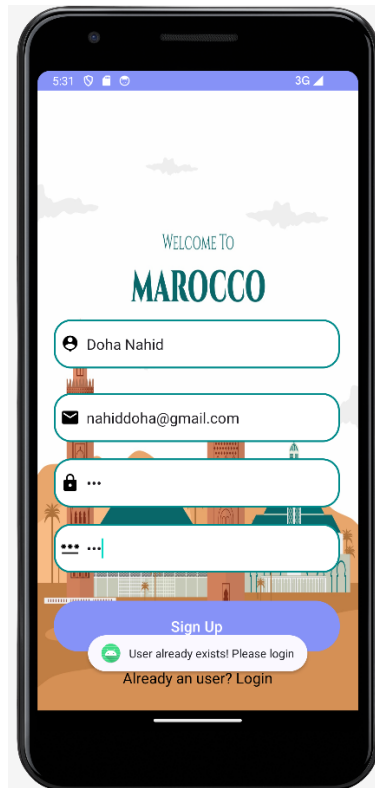 5:31
3G
WELCOME TO
MAROCCO
Doha Nahid
nahiddoha@gmail.com
•••
•••
Sign Up
User already exists! Please login
Already an user? Login